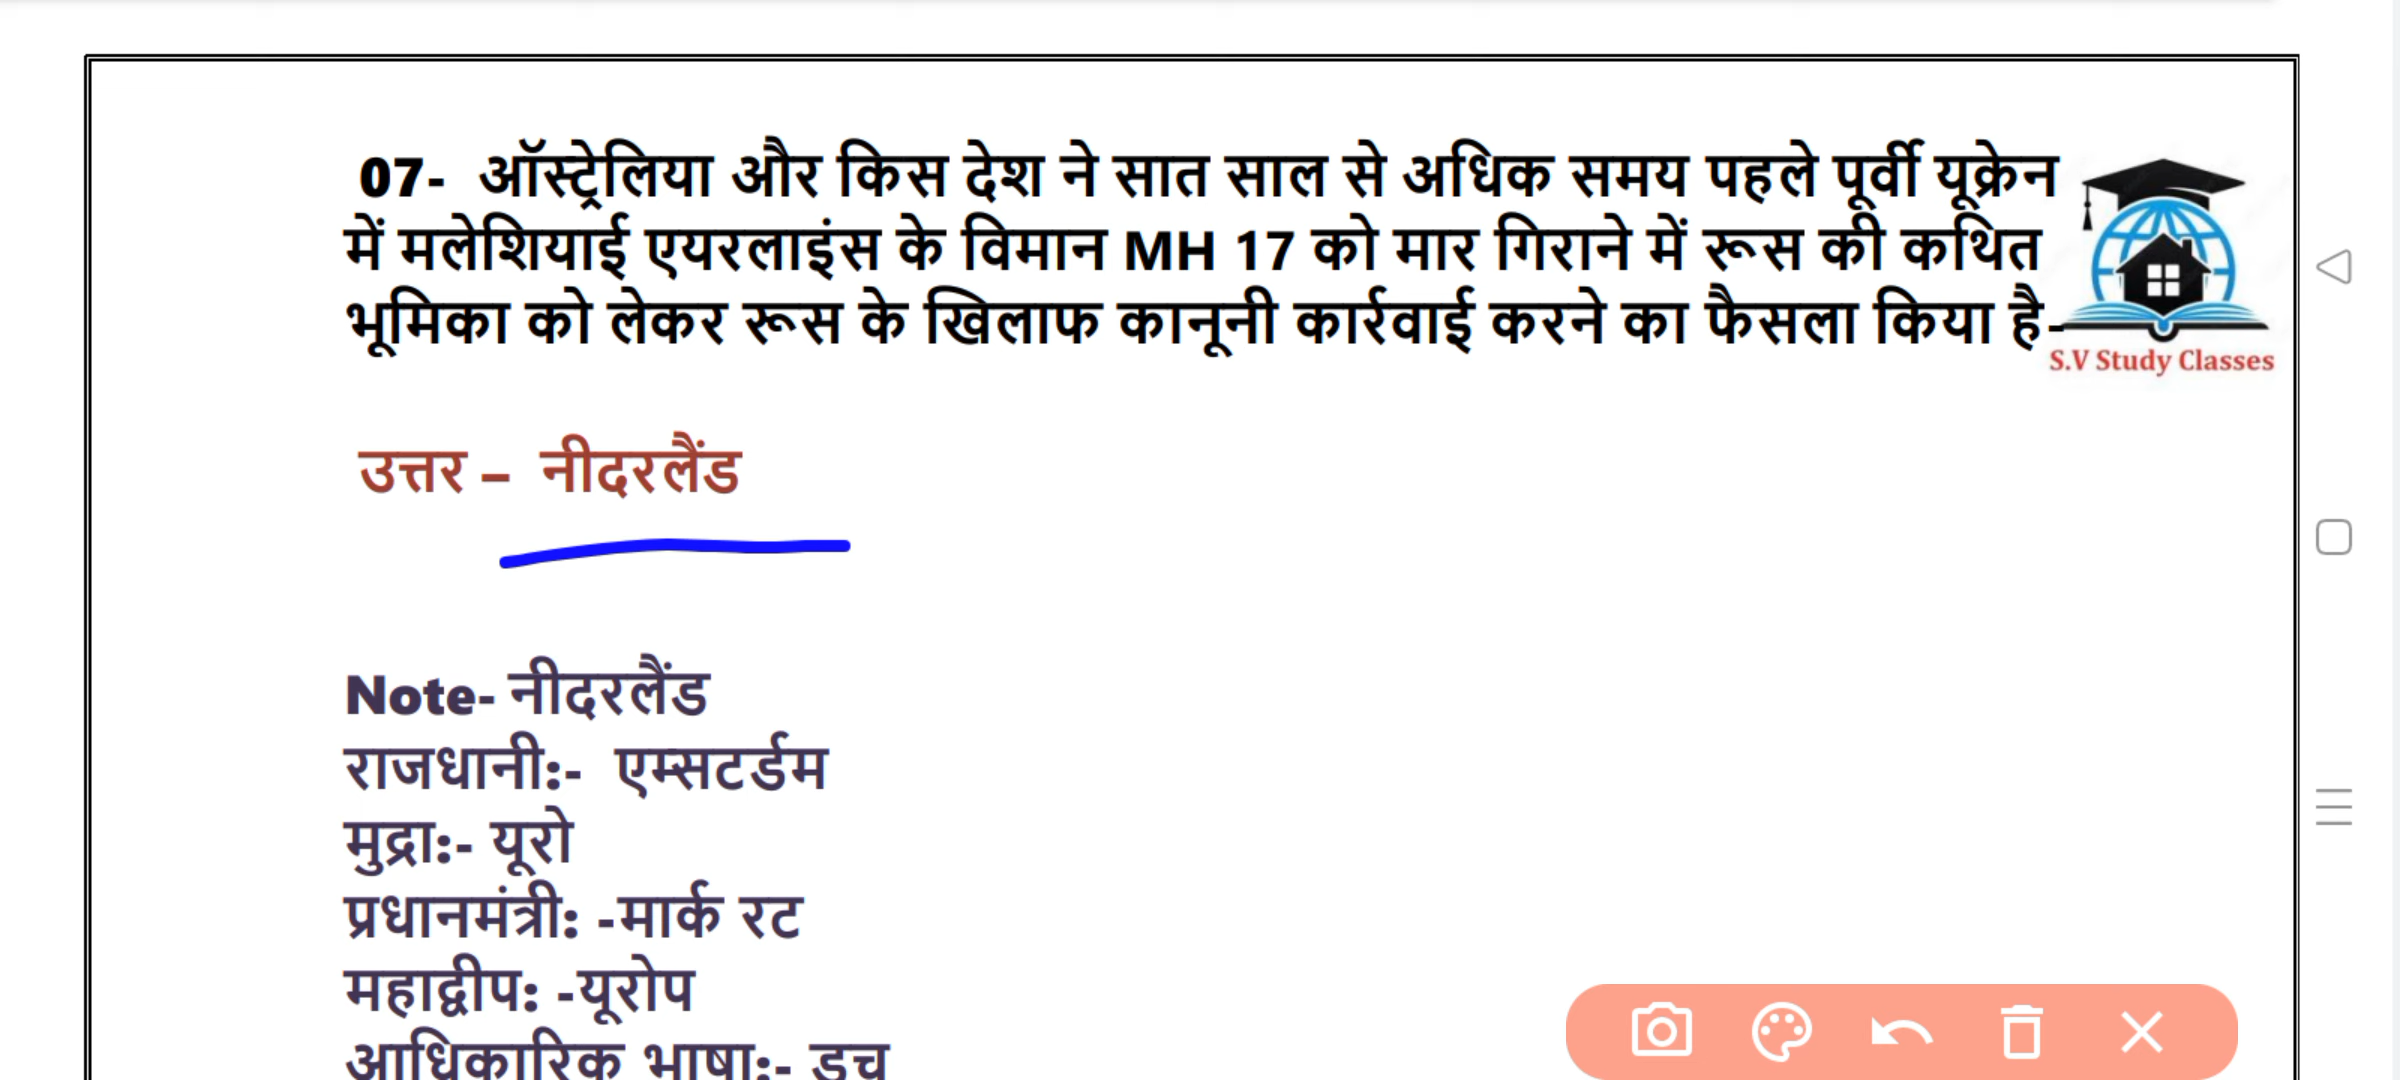 07- ऑस्ट्रेलिया और किस देश ने सात साल से अधिक समय पहले पूर्वी यूक्रेन
में मलेशियाई एयरलाइंस के विमान MH 17 को मार गिराने में रूस की कथित
भूमिका को लेकर रूस के खिलाफ कानूनी कार्रवाई करने का फैसला किया है-
S.V Study Classes
उत्तर – नीदरलैंड
Note- नीदरलैंड
राजधानी:- एम्सटर्डम
मुद्रा:- यूरो
प्रधानमंत्री: -मार्क रट
महाद्वीप: -यूरोप
आधिकारिक भाषा:- डच